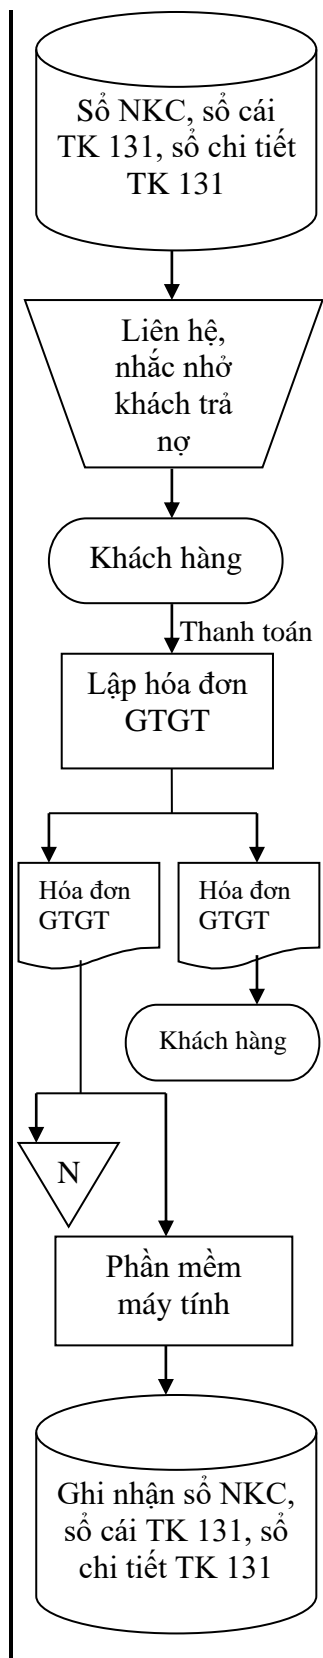 Sổ NKC, sổ cái
TK 131, sổ chi tiết
TK 131
Liên hệ,
nhắc nhở
khách trả
nợ
Khách hàng
Thanh toán
Lập hóa đơn
GTGT
Hóa đơn
GTGT
Hóa đơn
GTGT
Khách hàng
N
Phần mềm
máy tính
Ghi nhận sổ NKC,
sổ cái TK 131, sổ
chi tiết TK 131